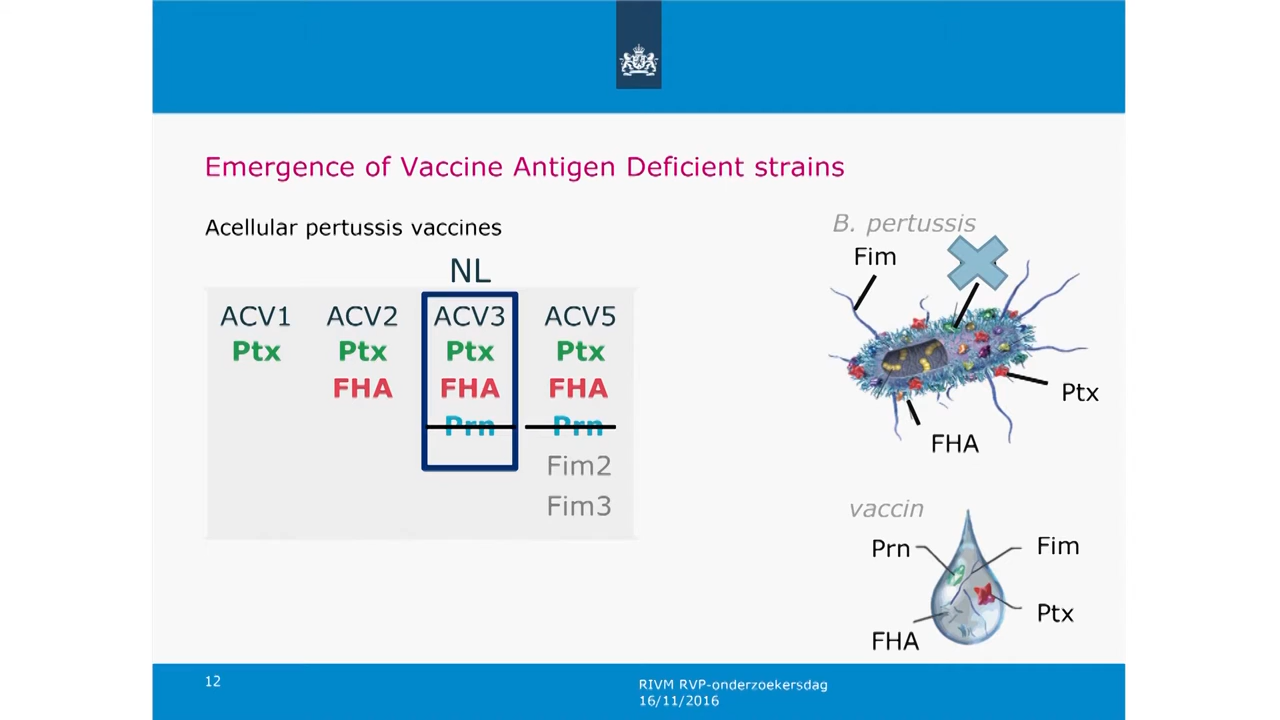 Emergence of Vaccine Antigen Deficient strains
Acellular pertussis vaccines
NL
ACV1 ACV2 ACV3 ACV5
Ptx Ptx Ptx Ptx
FHA FHA FHA
Prn Prn
Fim2
Fim3
B. pertussis
Fim
Ptx
FHA
vaccin
Prn Fim
Ptx
FHA
12
RIVM RVP-onderzoekersdag
16/11/2016